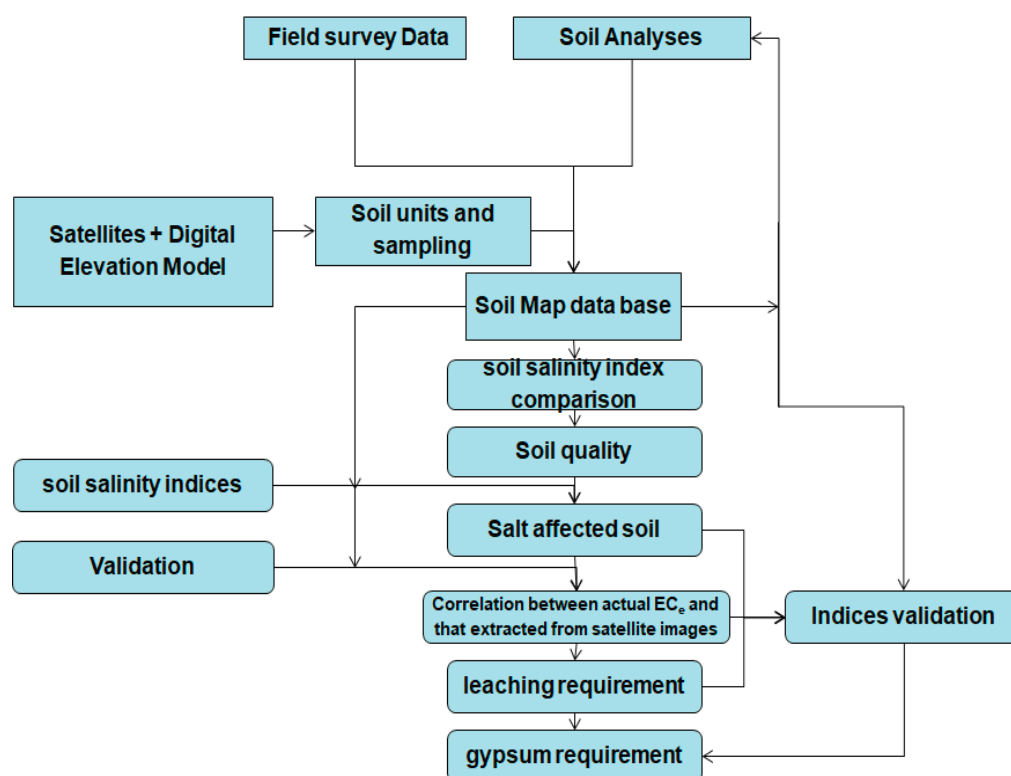 Field survey Data
Soil Analyses
Satellites + Digital
Elevation Model
Soil units and
sampling
Soil Map data base
soil salinity index
comparison
Soil quality
soil salinity indices
Salt affected soil
Validation
Correlation between actual ECe and
that extracted from satellite images
Indices validation
leaching requirement
gypsum requirement